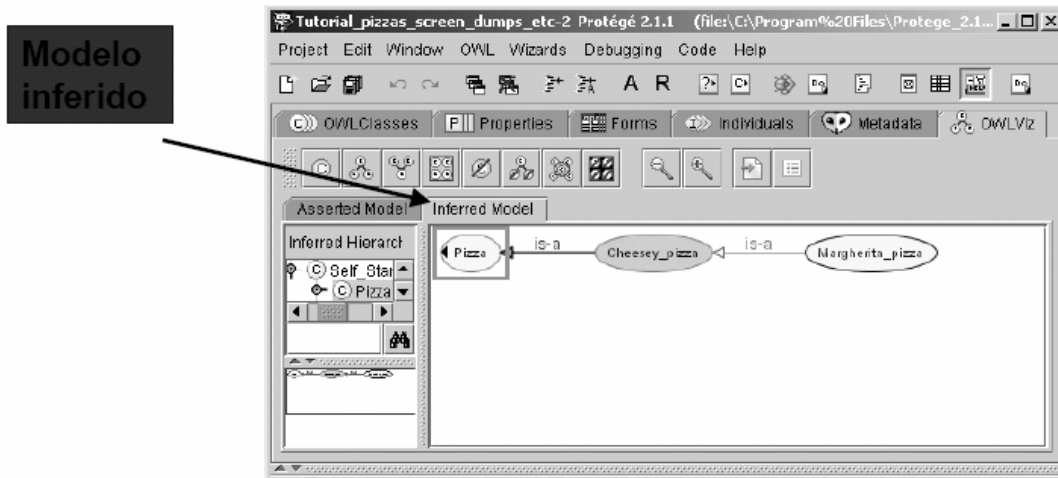 Modelo
inferido
Tutorial_pizzas_screen_dumps_etc-2 Protégé 2.1.1 (file:\C:\Program%20Files\Protege_2.1...
Project Edit Window OWL Wizards Debugging Code Help
A R
OWLClasses Properties Forms Individuals Metadata OWLViz
Asserted Model Inferred Model
Inferred Hierarch
C Self_Star
C Pizza
Pizza is-a Cheesey_pizza is-a Margherita_pizza